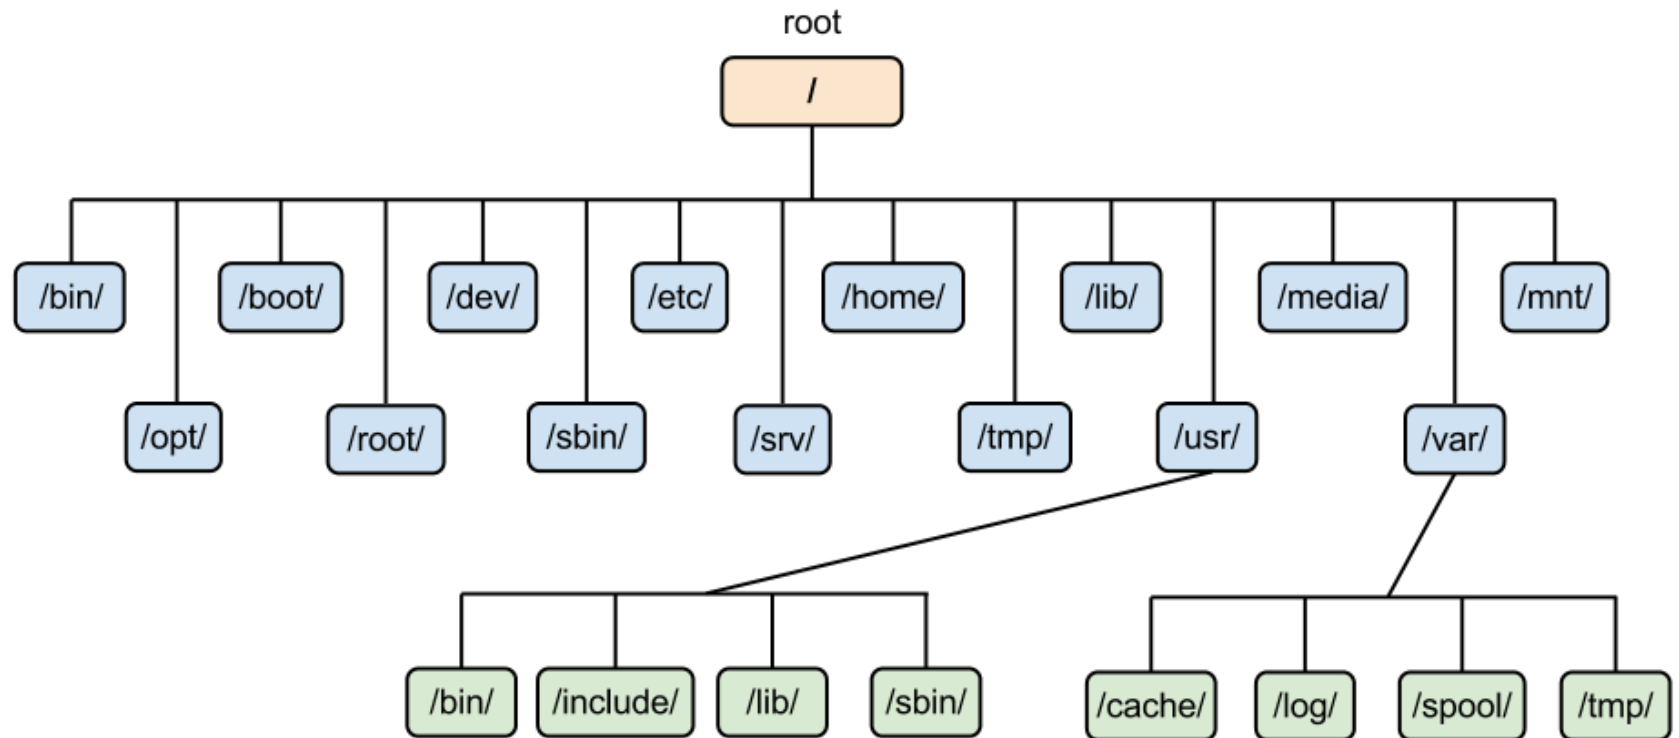 root
/
/bin/
/boot/
/dev/
/etc/
/home/
/lib/
/media/
/mnt/
/opt/
/root/
/sbin/
/srv/
/tmp/
/usr/
/var/
/bin/
/include/
/lib/
/sbin/
/cache/
/log/
/spool/
/tmp/